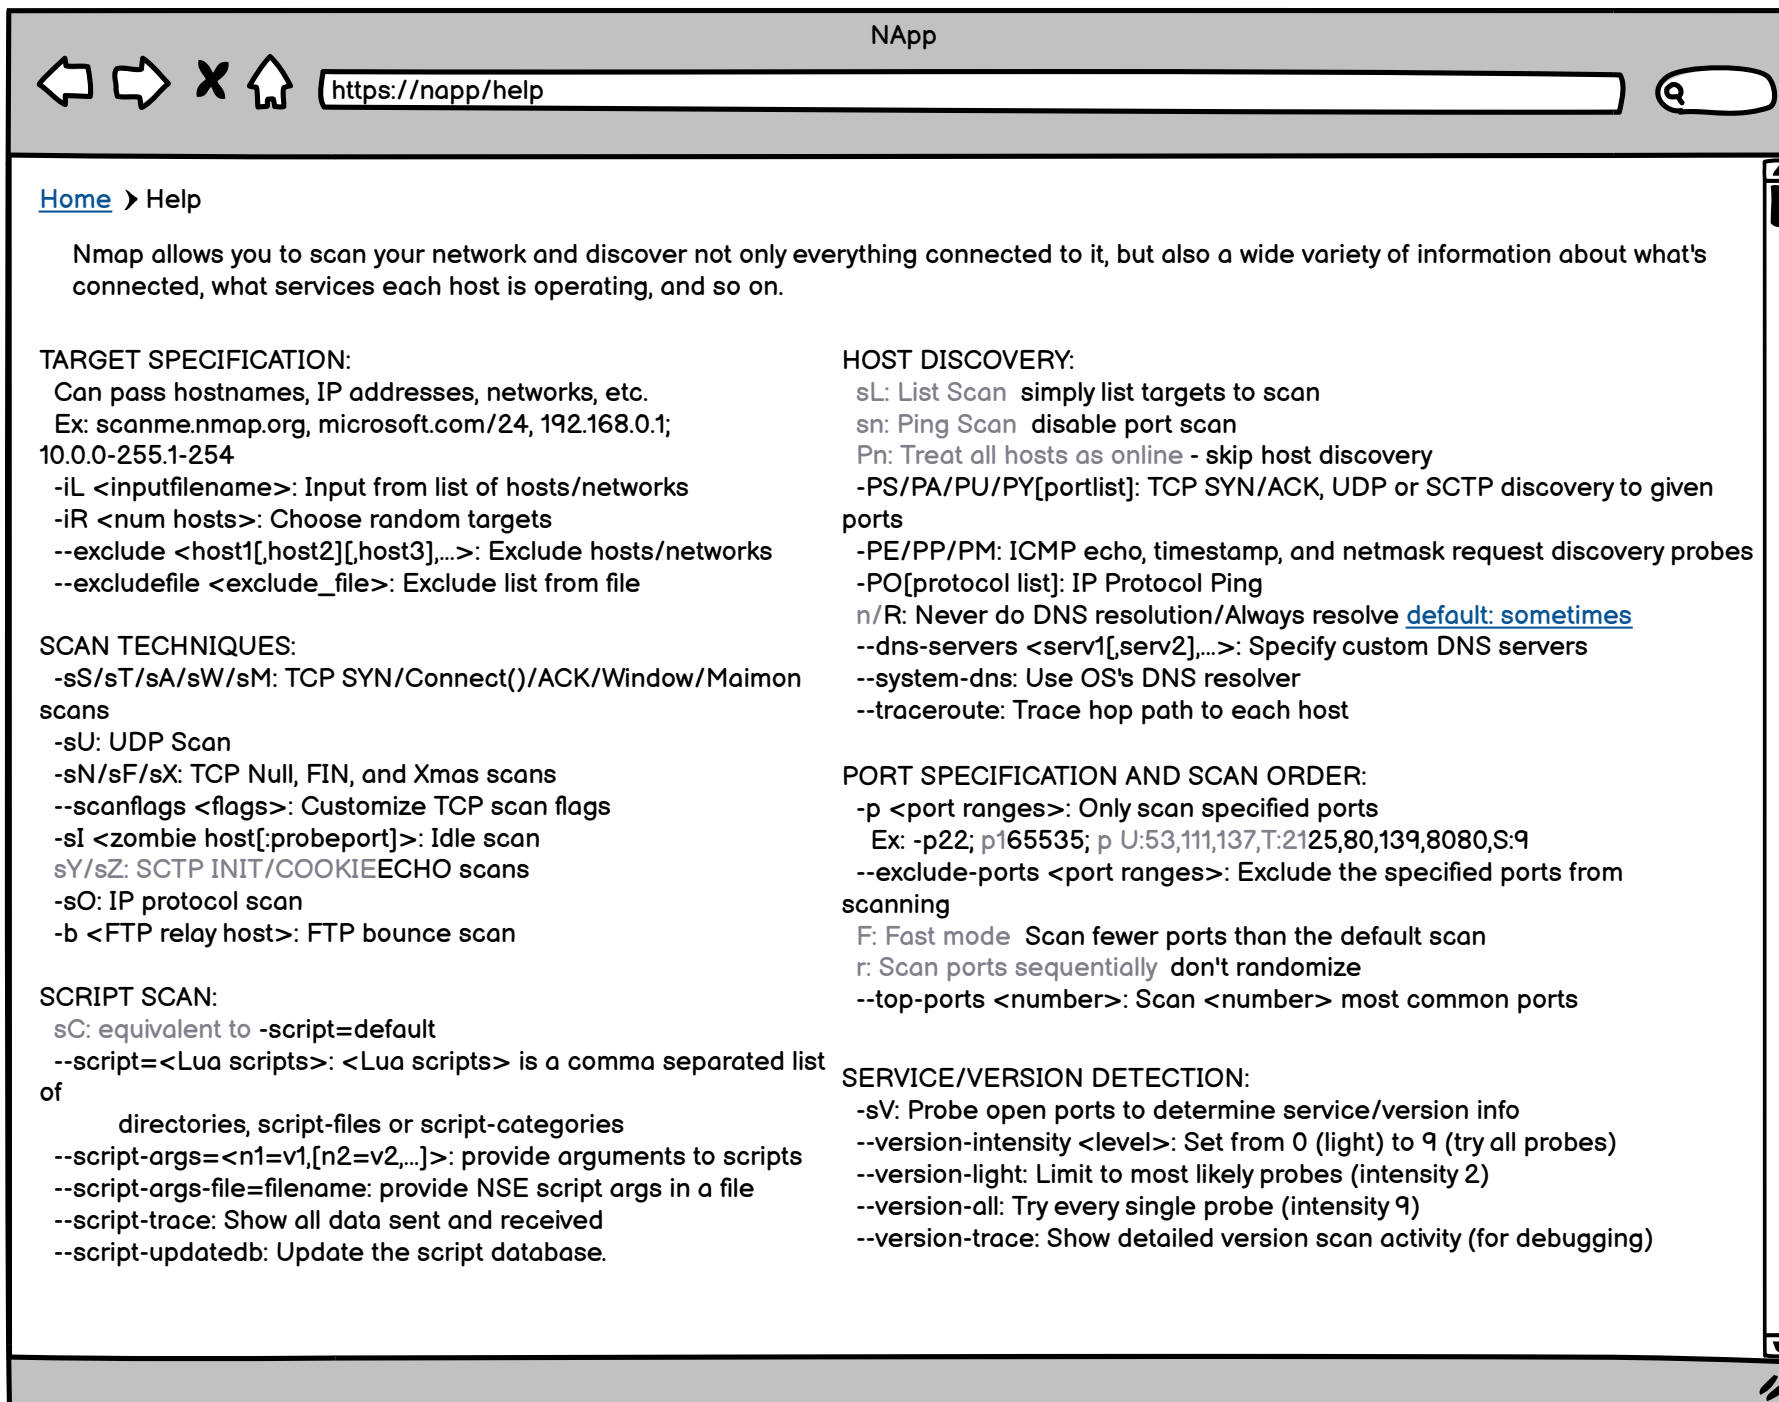 NApp
https://napp/help
Home
Help
Nmap allows you to scan your network and discover not only everything connected to it, but also a wide variety of information about what's
connected, what services each host is operating, and so on.
TARGET SPECIFICATION:
Can pass hostnames, IP addresses, networks, etc.
Ex: scanme.nmap.org, microsoft.com/24, 192.168.0.1;
10.0.0-255.1-254
-iL <inputfilename>: Input from list of hosts/networks
-iR <num hosts>: Choose random targets
--exclude <host1[,host2][,host3],...>: Exclude hosts/networks
--excludefile <exclude_file>: Exclude list from file
SCAN TECHNIQUES:
-sS/sT/sA/sW/sM: TCP SYN/Connect()/ACK/Window/Maimon
scans
-sU: UDP Scan
-sN/sF/sX: TCP Null, FIN, and Xmas scans
--scanflags <flags>: Customize TCP scan flags
-sI <zombie host[:probeport]>: Idle scan
sY/sZ: SCTP INIT/COOKIEECHO scans
-sO: IP protocol scan
-b <FTP relay host>: FTP bounce scan
SCRIPT SCAN:
sC: equivalent to -script=default
--script=<Lua scripts>: <Lua scripts> is a comma separated list
of
directories, script-files or script-categories
--script-args=<n1=v1,[n2=v2,...]>: provide arguments to scripts
--script-args-file=filename: provide NSE script args in a file
--script-trace: Show all data sent and received
--script-updatedb: Update the script database.
HOST DISCOVERY:
sL: List Scan simply list targets to scan
sn: Ping Scan disable port scan
Pn: Treat all hosts as online - skip host discovery
-PS/PA/PU/PY[portlist]: TCP SYN/ACK, UDP or SCTP discovery to given
ports
-PE/PP/PM: ICMP echo, timestamp, and netmask request discovery probes
-PO[protocol list]: IP Protocol Ping
n/R: Never do DNS resolution/Always resolve default: sometimes
--dns-servers <serv1[,serv2],...>: Specify custom DNS servers
--system-dns: Use OS's DNS resolver
--traceroute: Trace hop path to each host
PORT SPECIFICATION AND SCAN ORDER:
-p <port ranges>: Only scan specified ports
Ex: -p22; p165535; p U:53,111,137,T:2125,80,139,8080,S:9
--exclude-ports <port ranges>: Exclude the specified ports from
scanning
F: Fast mode Scan fewer ports than the default scan
r: Scan ports sequentially don't randomize
--top-ports <number>: Scan <number> most common ports
SERVICE/VERSION DETECTION:
-sV: Probe open ports to determine service/version info
--version-intensity <level>: Set from 0 (light) to 9 (try all probes)
--version-light: Limit to most likely probes (intensity 2)
--version-all: Try every single probe (intensity 9)
--version-trace: Show detailed version scan activity (for debugging)